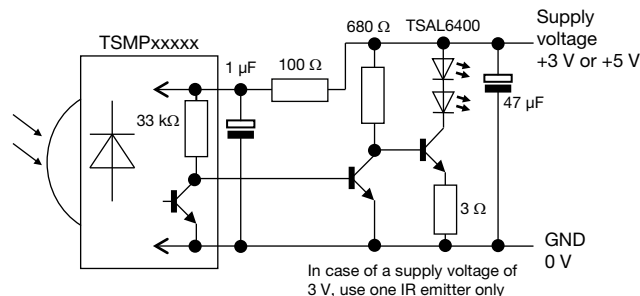 TSMPxxxxx
680 Ω
TSAL6400
Supply
voltage
+3 V or +5 V
1 µF
100 Ω
33 kΩ
47 µF
3 Ω
GND
0 V
In case of a supply voltage of
3 V, use one IR emitter only